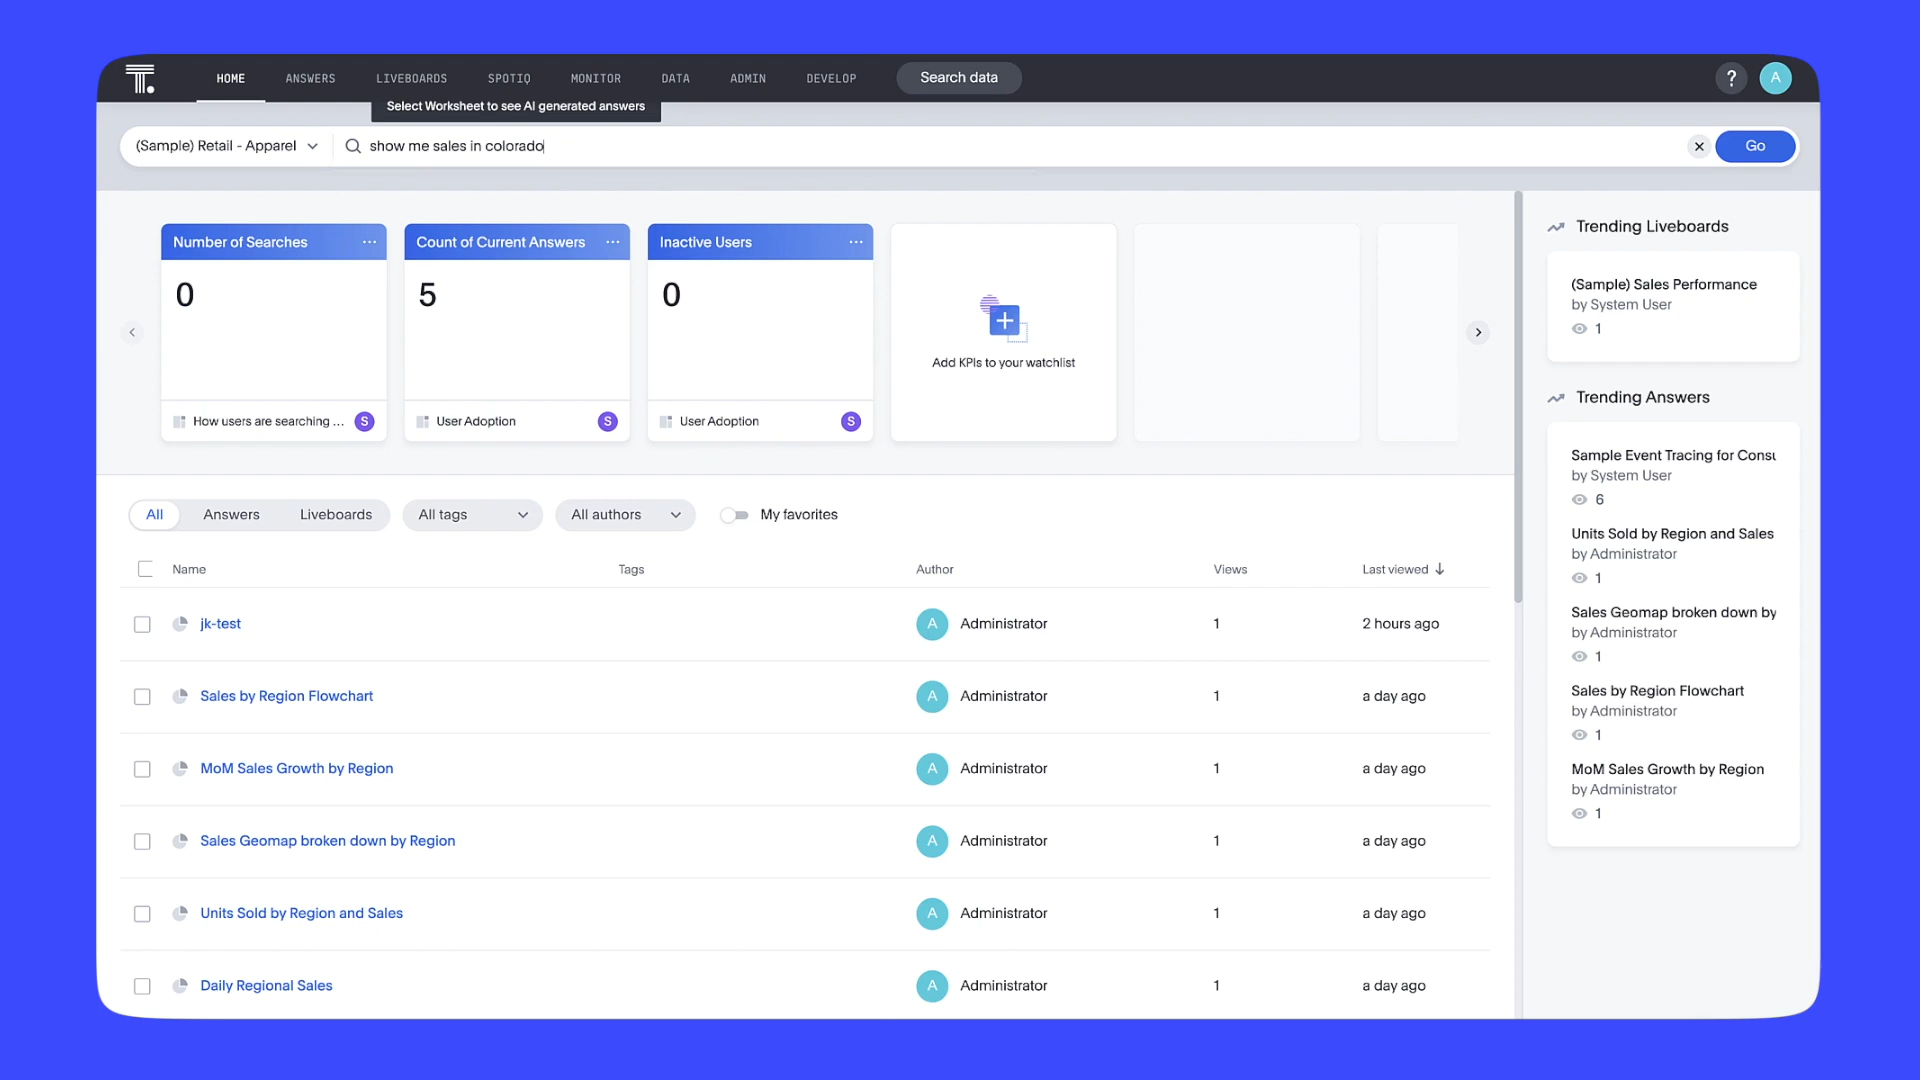 HOME ANSWERS LIVEBOARDS SPOTIQ MONITOR DATA ADMIN DEVELOP Search data ? A
Select Worksheet to see AI generated answers
(Sample) Retail - Apparel show me sales in colorado Go
Number of Searches
0
How users are searching ... S
Count of Current Answers
5
User Adoption S
Inactive Users
0
User Adoption S
Add KPIs to your watchlist
All Answers Liveboards All tags All authors My favorites
Name Tags Author Views Last viewed
jk-test A Administrator 1 2 hours ago
Sales by Region Flowchart A Administrator 1 a day ago
MoM Sales Growth by Region A Administrator 1 a day ago
Sales Geomap broken down by Region A Administrator 1 a day ago
Units Sold by Region and Sales A Administrator 1 a day ago
Daily Regional Sales A Administrator 1 a day ago
Trending Liveboards
(Sample) Sales Performance
by System User
1
Trending Answers
Sample Event Tracing for Consu
by System User
6
Units Sold by Region and Sales
by Administrator
1
Sales Geomap broken down by
by Administrator
1
Sales by Region Flowchart
by Administrator
1
MoM Sales Growth by Region
by Administrator
1